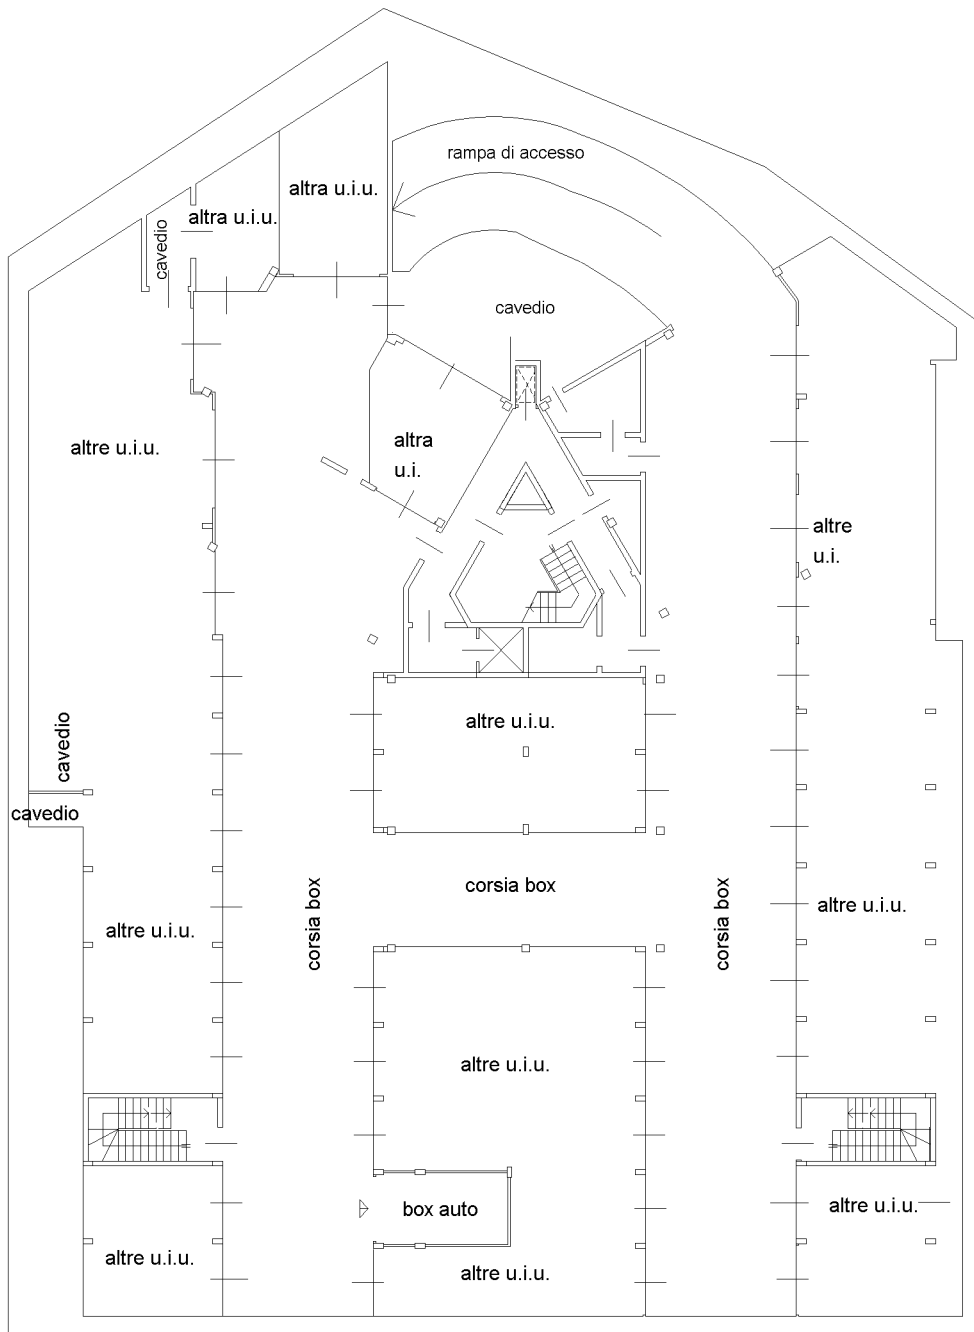 rampa di accesso
altra u.i.u.
altra u.i.u.
cavedio
cavedio
altre u.i.u.
altra
u.i.
altre
u.i.
altre u.i.u.
cavedio
cavedio
corsia box
corsia box
corsia box
altre u.i.u.
altre u.i.u.
altre u.i.u.
box auto
altre u.i.u.
altre u.i.u.
altre u.i.u.